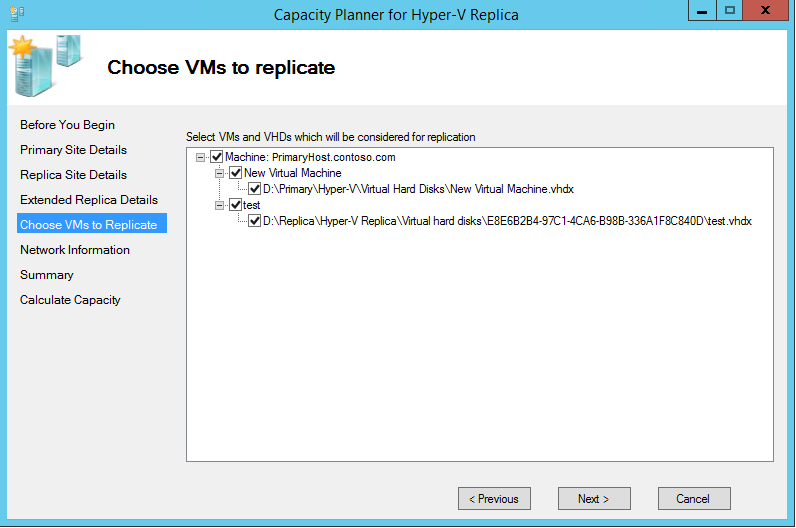 Capacity Planner for Hyper-V Replica
Choose VMs to replicate
Before You Begin
Primary Site Details
Replica Site Details
Extended Replica Details
Choose VMs to Replicate
Network Information
Summary
Calculate Capacity
Select VMs and VHDs which will be considered for replication
Machine: PrimaryHost.contoso.com
New Virtual Machine
D:\Primary\Hyper-V\Virtual Hard Disks\New Virtual Machine.vhdx
test
D:\Replica\Hyper-V Replica\Virtual hard disks\E8E6B2B4-97C1-4CA6-B98B-336A1F8C840D\test.vhdx
< Previous
Next >
Cancel